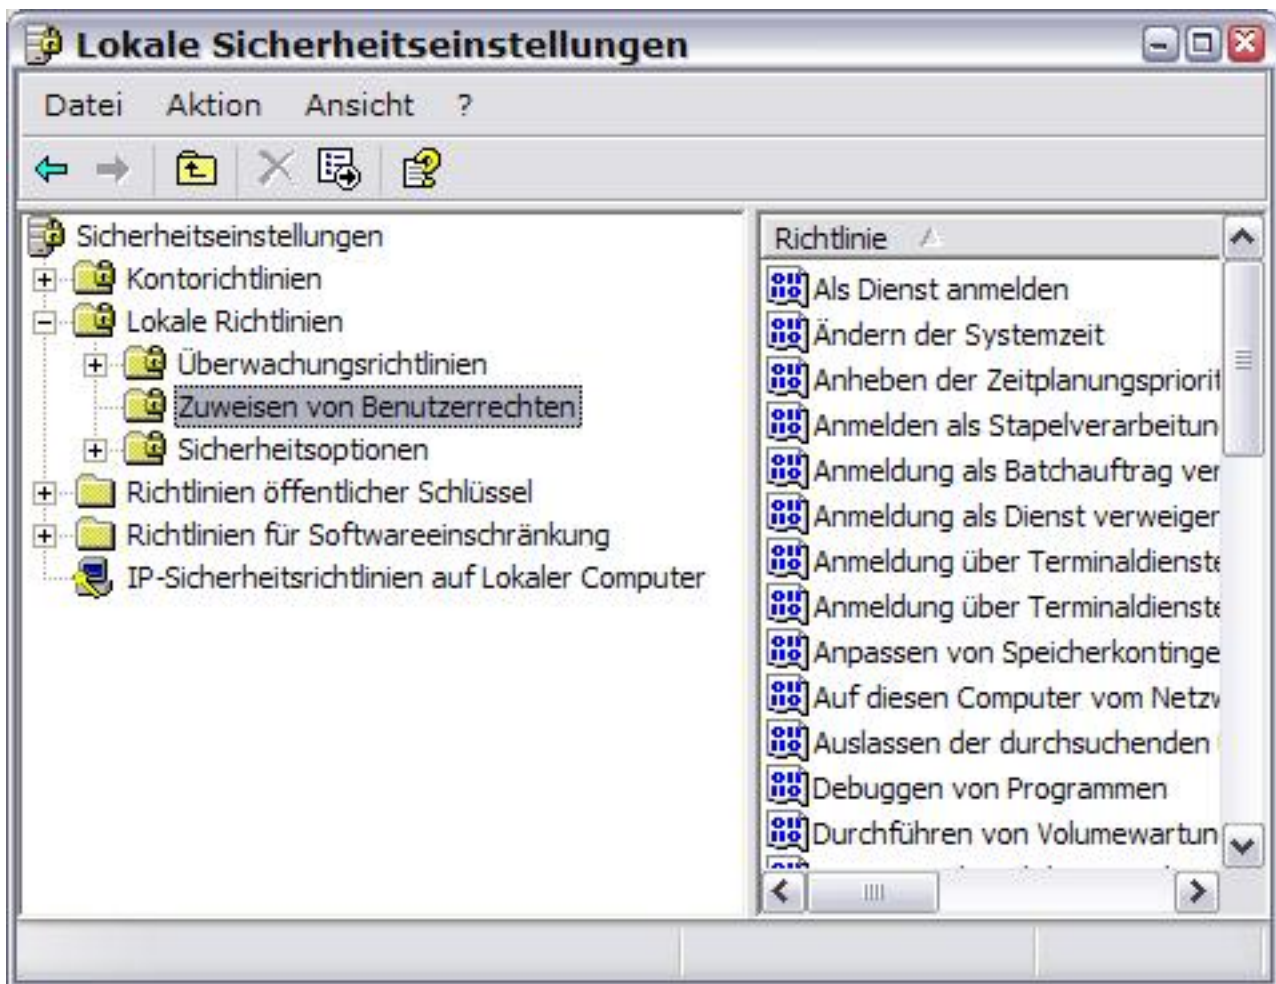 Lokale Sicherheitseinstellungen
Datei Aktion Ansicht ?
Sicherheitseinstellungen
Kontorichtlinien
Lokale Richtlinien
Überwachungsrichtlinien
Zuweisen von Benutzerrechten
Sicherheitsoptionen
Richtlinien öffentlicher Schlüssel
Richtlinien für Softwareeinschränkung
IP-Sicherheitsrichtlinien auf Lokaler Computer
Richtlinie
Als Dienst anmelden
Ändern der Systemzeit
Anheben der Zeitplanungspriorit
Anmelden als Stapelverarbeitun
Anmeldung als Batchauftrag ver
Anmeldung als Dienst verweiger
Anmeldung über Terminaldienste
Anmeldung über Terminaldienste
Anpassen von Speicherkontinge
Auf diesen Computer vom Netzw
Auslassen der durchsuchenden
Debuggen von Programmen
Durchführen von Volumewartun